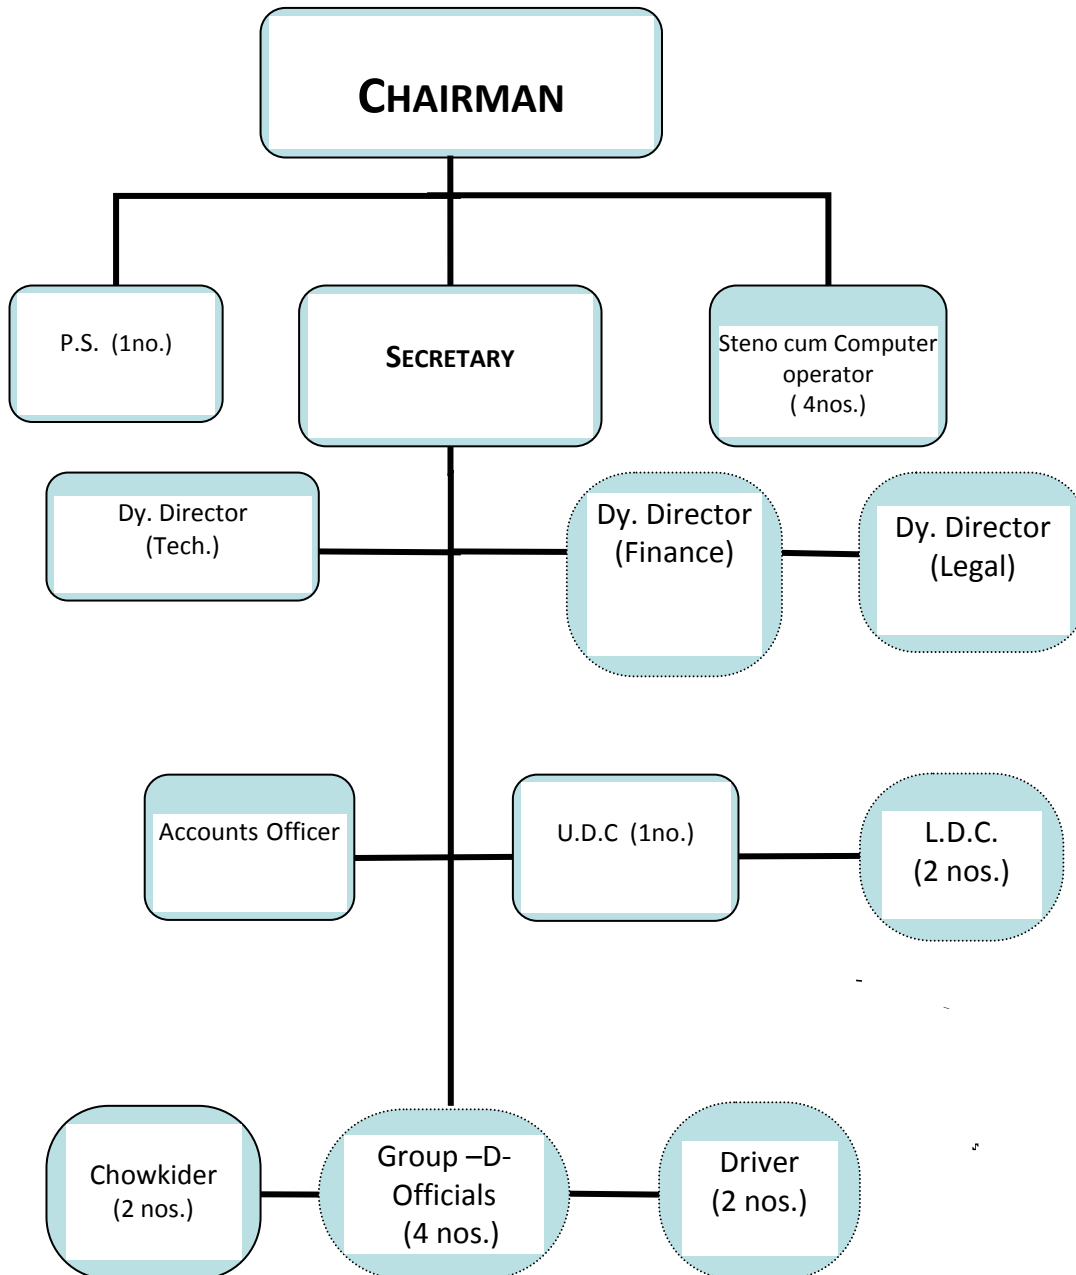 CHAIRMAN
P.S. (1no.)
SECRETARY
Steno cum Computer
operator
( 4nos.)
Dy. Director
(Tech.)
Dy. Director
(Finance)
Dy. Director
(Legal)
Accounts Officer
U.D.C (1no.)
L.D.C.
(2 nos.)
Chowkider
(2 nos.)
Group –D-
Officials
(4 nos.)
Driver
(2 nos.)